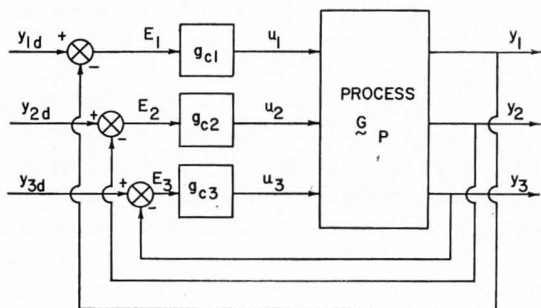 y1d + − E1 gc1 u1 y1
PROCESS
G P
~
y2d + − E2 gc2 u2 y2
y3d + − E3 gc3 u3 y3